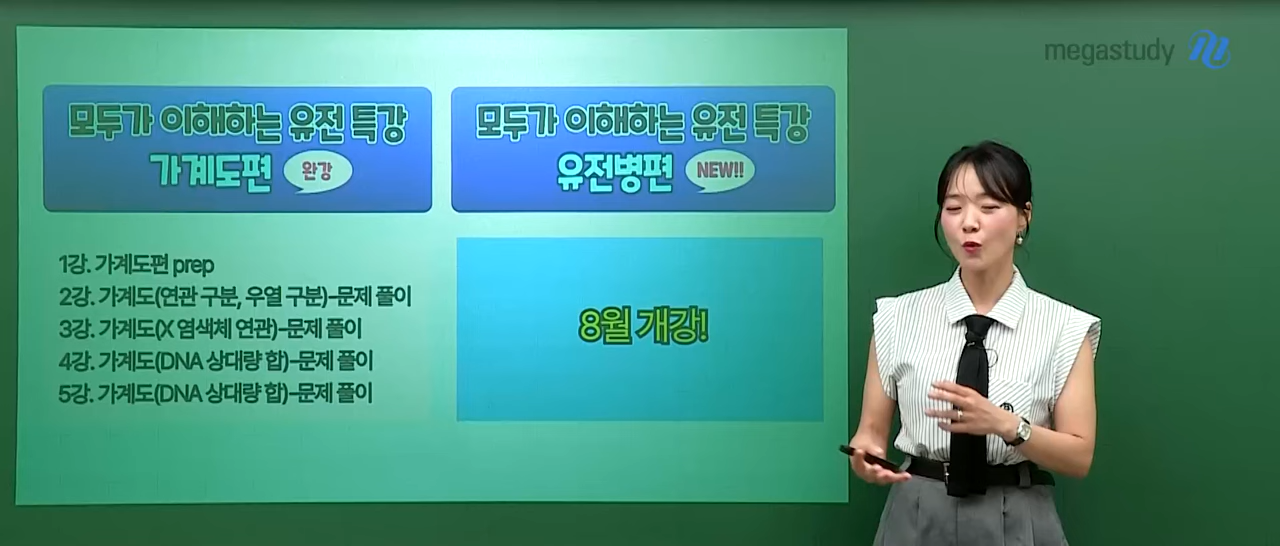 megastudy
모두가 이해하는 유전 특강
가계도편 완강
모두가 이해하는 유전 특강
유전병편 NEW!!
1강. 가계도편 prep
2강. 가계도(연관 구분, 우열 구분)-문제 풀이
3강. 가계도(X 염색체 연관)-문제 풀이
4강. 가계도(DNA 상대량 합)-문제 풀이
5강. 가계도(DNA 상대량 합)-문제 풀이
8월 개강!